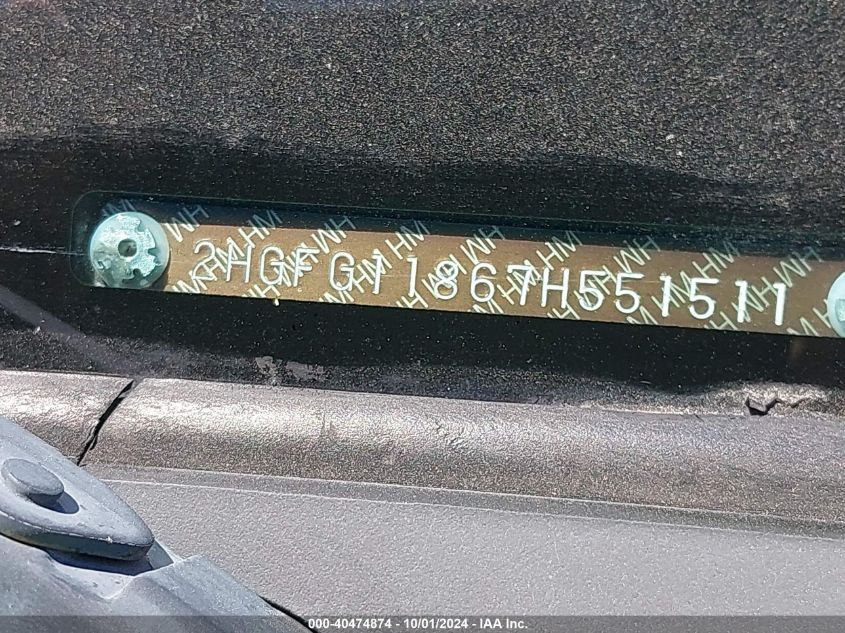 2HGFG11867H551511
000-40474874 - 10/01/2024 - IAA Inc.